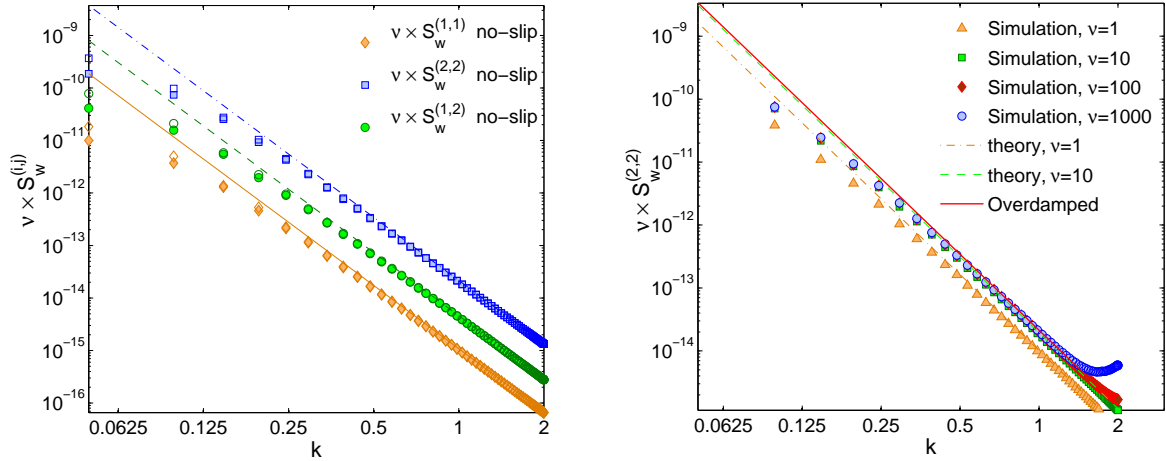 10^{-9}
10^{-10}
10^{-11}
10^{-12}
10^{-13}
10^{-14}
10^{-15}
10^{-16}
ν × S_w^{(i,j)}
ν × S_w^{(1,1)} no−slip
ν × S_w^{(2,2)} no−slip
ν × S_w^{(1,2)} no−slip
0.0625 0.125 0.25 0.5 1 2
k
10^{-9}
10^{-10}
10^{-11}
10^{-12}
10^{-13}
10^{-14}
ν × S_w^{(2,2)}
Simulation, ν=1
Simulation, ν=10
Simulation, ν=100
Simulation, ν=1000
theory, ν=1
theory, ν=10
Overdamped
0.0625 0.125 0.25 0.5 1 2
k